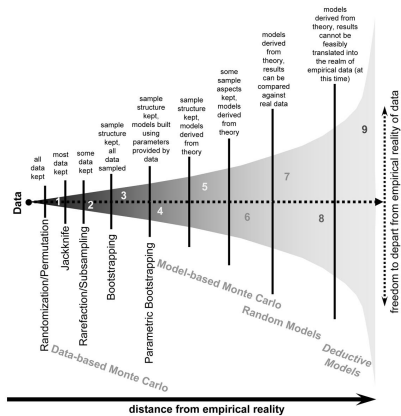 all
data
kept
most data
kept
some
data
kept
sample
structure
kept,
all
data
sampled
sample
structure
kept,
models built
using
parameters
provided by
data
sample
structure
kept,
models
derived from
theory
some
sample
aspects
kept,
models
derived
from
theory
models
derived
from
theory,
results
can be
compared
against
real data
models
derived from
theory, results
cannot be
feasibly
translated into
the realm of
empirical data (at
this time)
Data
1
2
3
4
5
6
7
8
9
Randomization/Permutation
Jackknife
Rarefaction/Subsampling
Bootstrapping
Parametric Bootstrapping
Data-based Monte Carlo
Model-based Monte Carlo
Random Models
Deductive
Models
freedom to depart from empirical reality of data
distance from empirical reality